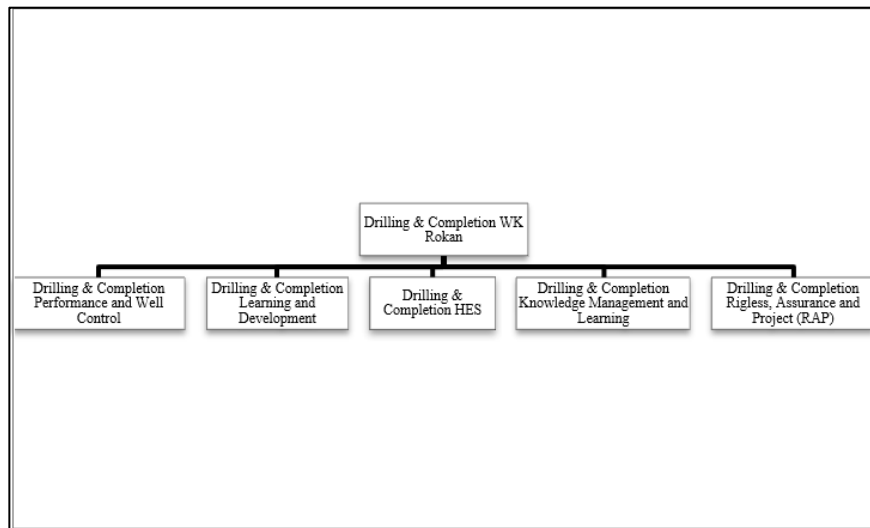 Drilling & Completion WK
Rokan
Drilling & Completion
Performance and Well
Control
Drilling & Completion
Learning and
Development
Drilling &
Completion HES
Drilling & Completion
Knowledge Management and
Learning
Drilling & Completion
Rigless, Assurance and
Project (RAP)